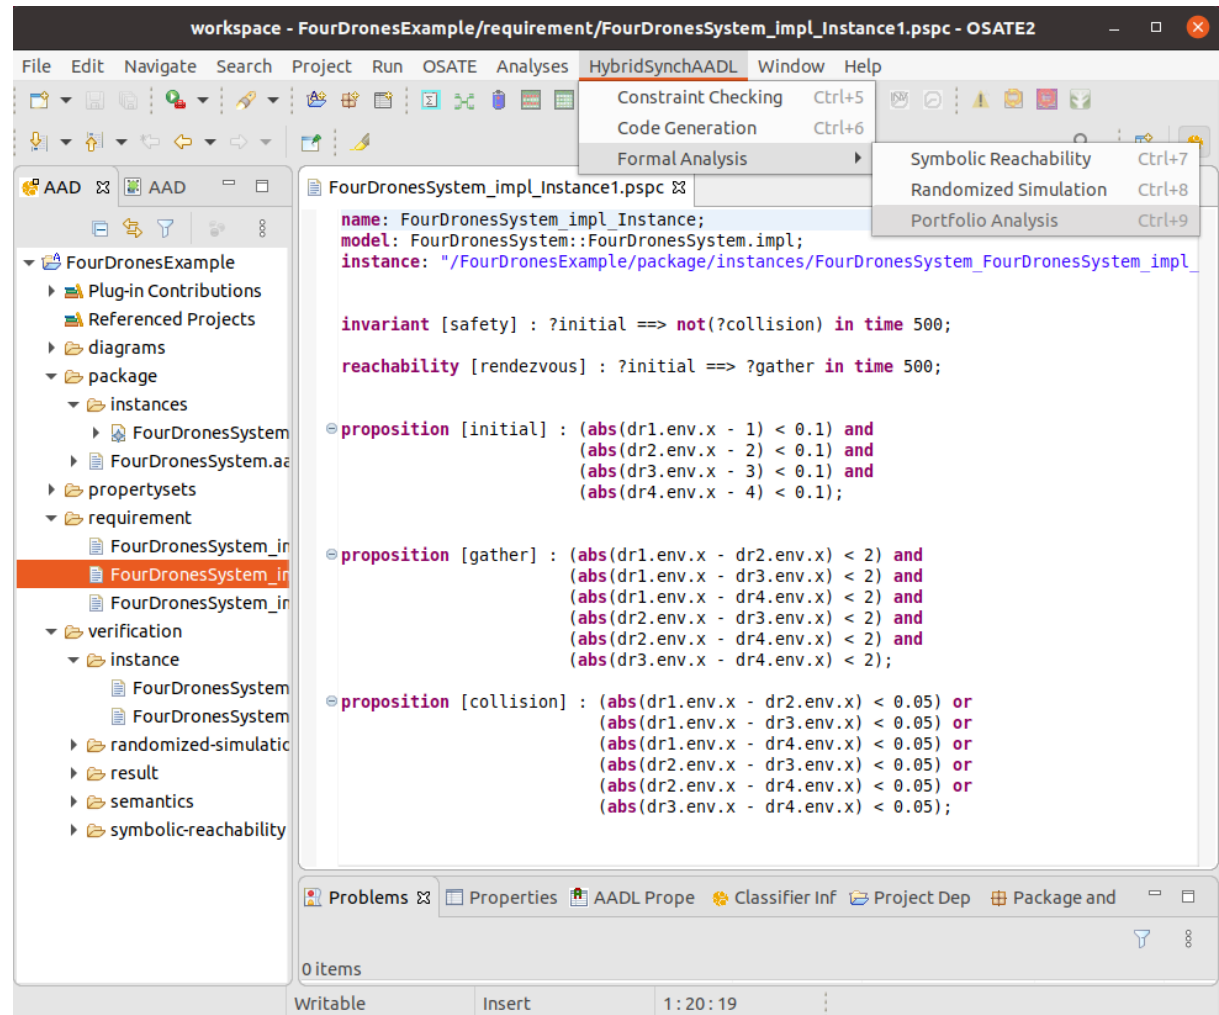 workspace - FourDronesExample/requirement/FourDronesSystem_impl_Instance1.pspc - OSATE2
File Edit Navigate Search Project Run OSATE Analyses HybridSynchAADL Window Help
Constraint Checking Ctrl+5
Code Generation Ctrl+6
Formal Analysis
Symbolic Reachability Ctrl+7
Randomized Simulation Ctrl+8
Portfolio Analysis Ctrl+9
AAD AAD
FourDronesExample
Plug-in Contributions
Referenced Projects
diagrams
package
instances
FourDronesSystem
FourDronesSystem.aa
propertysets
requirement
FourDronesSystem_in
FourDronesSystem_in
FourDronesSystem_in
verification
instance
FourDronesSystem
FourDronesSystem
randomized-simulatio
result
semantics
symbolic-reachability
FourDronesSystem_impl_Instance1.pspc
name: FourDronesSystem_impl_Instance;
model: FourDronesSystem::FourDronesSystem.impl;
instance: "/FourDronesExample/package/instances/FourDronesSystem_FourDronesSystem_impl_
invariant [safety] : ?initial ==> not(?collision) in time 500;
reachability [rendezvous] : ?initial ==> ?gather in time 500;
proposition [initial] : (abs(dr1.env.x - 1) < 0.1) and
(abs(dr2.env.x - 2) < 0.1) and
(abs(dr3.env.x - 3) < 0.1) and
(abs(dr4.env.x - 4) < 0.1);
proposition [gather] : (abs(dr1.env.x - dr2.env.x) < 2) and
(abs(dr1.env.x - dr3.env.x) < 2) and
(abs(dr1.env.x - dr4.env.x) < 2) and
(abs(dr2.env.x - dr3.env.x) < 2) and
(abs(dr2.env.x - dr4.env.x) < 2) and
(abs(dr3.env.x - dr4.env.x) < 2);
proposition [collision] : (abs(dr1.env.x - dr2.env.x) < 0.05) or
(abs(dr1.env.x - dr3.env.x) < 0.05) or
(abs(dr1.env.x - dr4.env.x) < 0.05) or
(abs(dr2.env.x - dr3.env.x) < 0.05) or
(abs(dr2.env.x - dr4.env.x) < 0.05) or
(abs(dr3.env.x - dr4.env.x) < 0.05);
Problems Properties AADL Prope Classifier Inf Project Dep Package and
0 items
Writable Insert 1 : 20 : 19